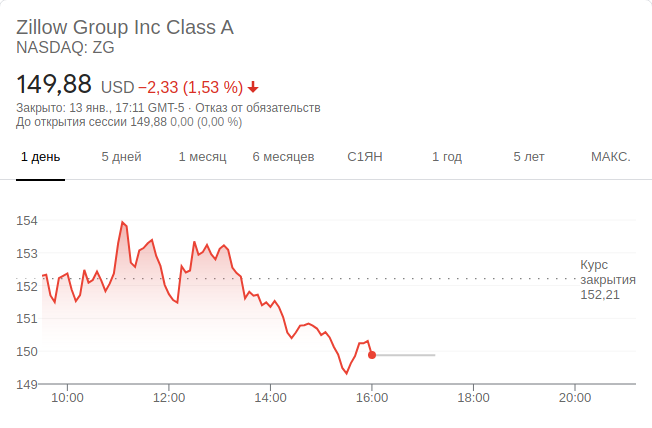 Zillow Group Inc Class A
NASDAQ: ZG
149,88 USD −2,33 (1,53 %)
Закрыто: 13 янв., 17:11 GMT-5 · Отказ от обязательств
До открытия сессии 149,88 0,00 (0,00 %)
1 день 5 дней 1 месяц 6 месяцев С1ЯН 1 год 5 лет МАКС.
154
153
Курс
закрытия
152,21
152
151
150
149
10:00 12:00 14:00 16:00 18:00 20:00